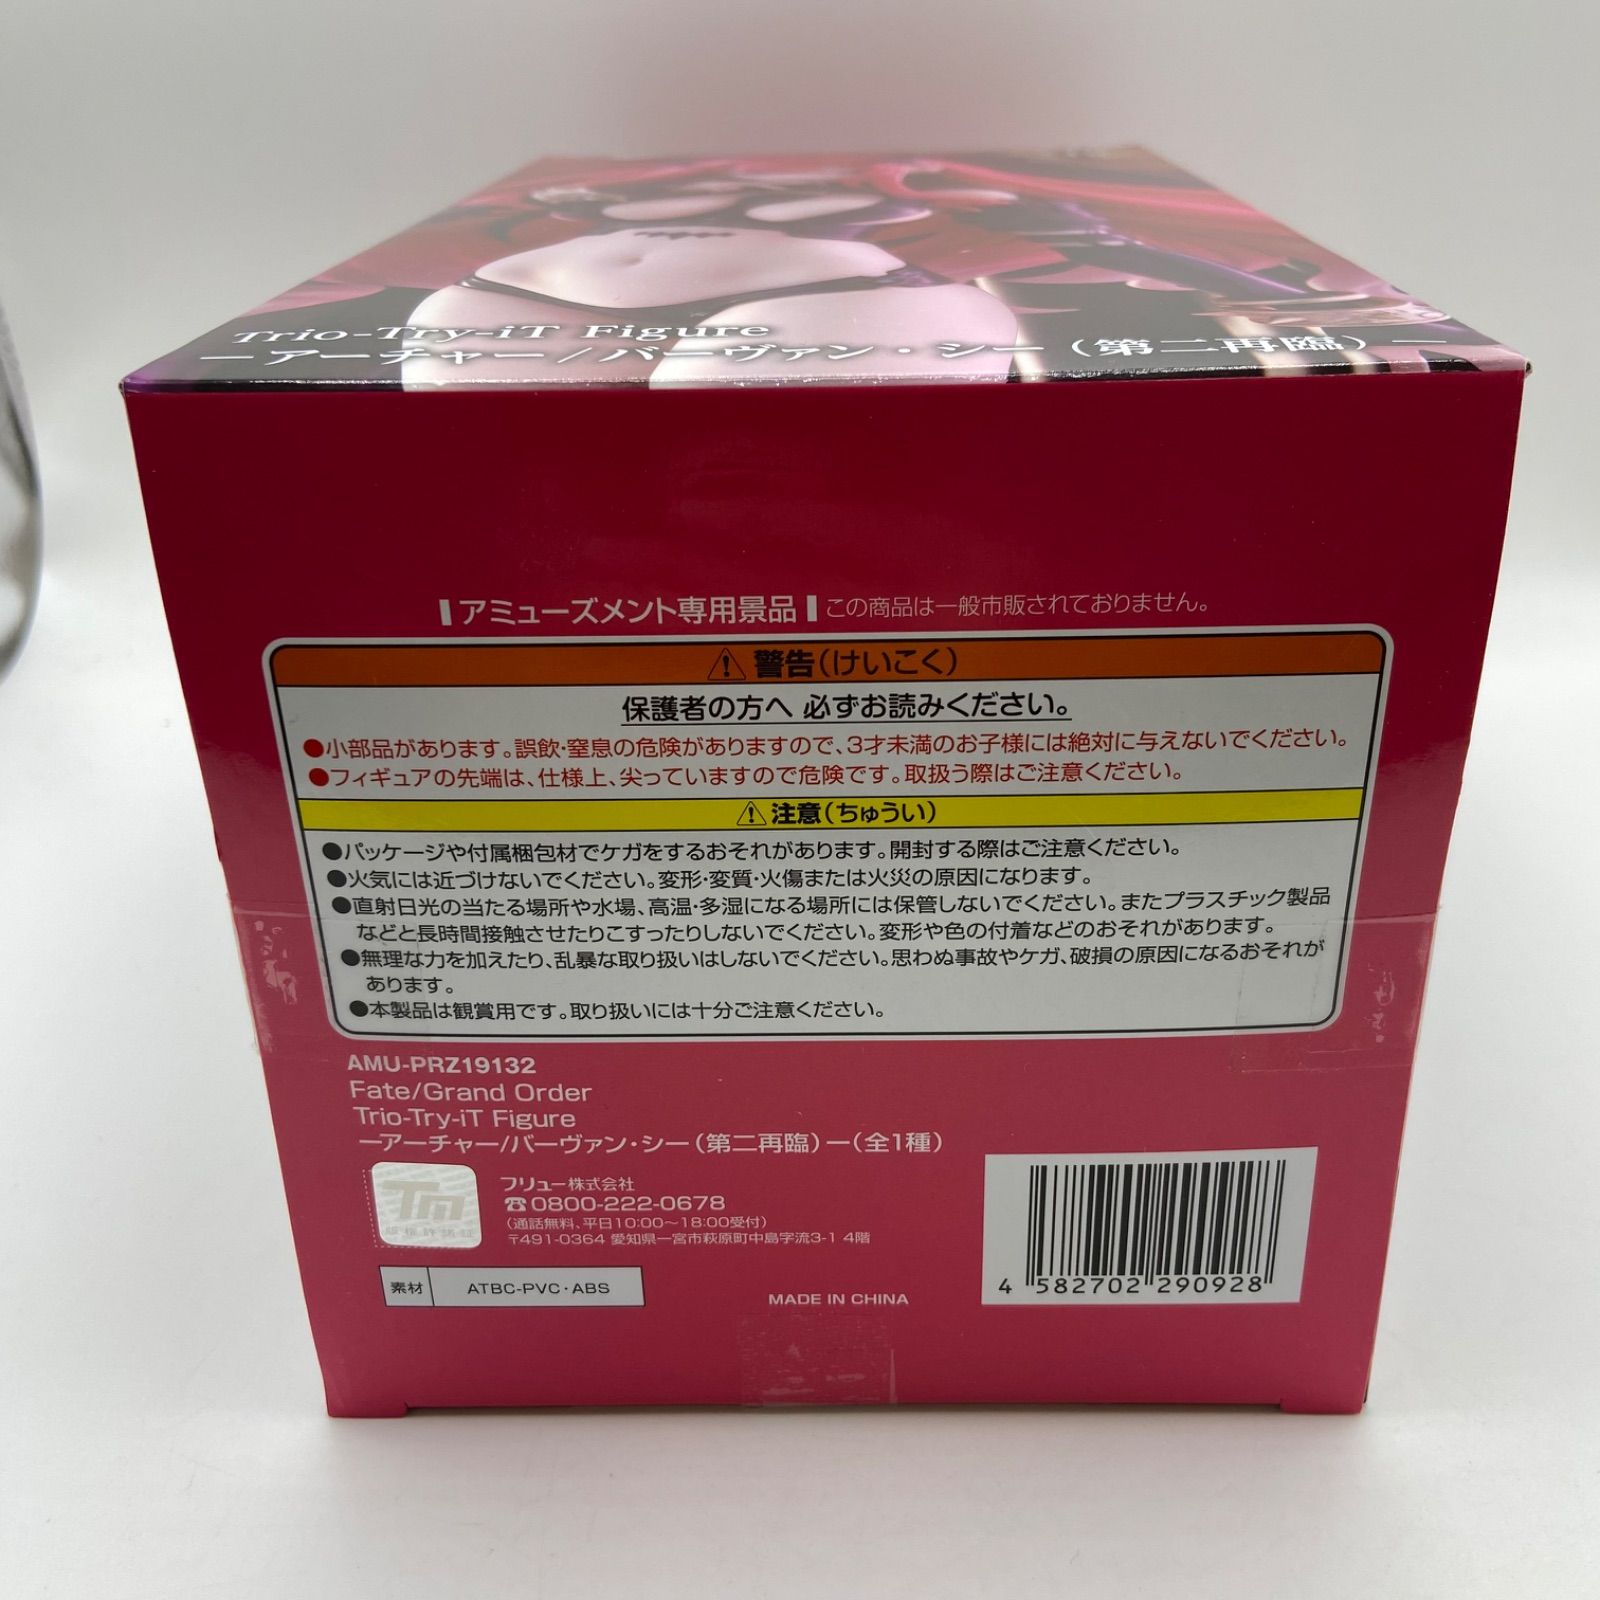 Trio-Try-iT Figure
―アーチャー/バーヴァン・シー(第二再臨)―
アミューズメント専用景品 この商品は一般市販されておりません。
警告(けいこく)
保護者の方へ 必ずお読みください。
●小部品があります。誤飲・窒息の危険がありますので、3才未満のお子様には絶対に与えないでください。
●フィギュアの先端は、仕様上、尖っていますので危険です。取扱う際はご注意ください。
注意(ちゅうい)
●パッケージや付属梱包材でケガをするおそれがあります。開封する際はご注意ください。
●火気には近づけないでください。変形・変質・火傷または火災の原因になります。
●直射日光の当たる場所や水場、高温・多湿になる場所には保管しないでください。またプラスチック製品
などと長時間接触させたりこすったりしないでください。変形や色の付着などのおそれがあります。
●無理な力を加えたり、乱暴な取り扱いはしないでください。思わぬ事故やケガ、破損の原因になるおそれが
あります。
●本製品は観賞用です。取り扱いには十分ご注意ください。
AMU-PRZ19132
Fate/Grand Order
Trio-Try-iT Figure
―アーチャー/バーヴァン・シー(第二再臨)―(全1種)
フリュー株式会社
☎0800-222-0678
(通話無料、平日10:00～18:00受付)
〒491-0364 愛知県一宮市萩原町中島字流3-1 4階
素材 ATBC-PVC・ABS
MADE IN CHINA
4 582702 290928